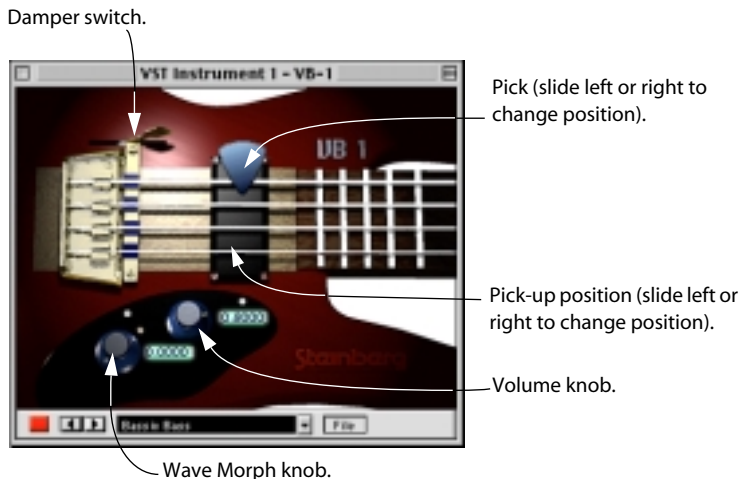 Damper switch.
VST Instrument 1 - VB-1
Pick (slide left or right to
change position).
VB 1
Pick-up position (slide left or
right to change position).
0.8000
0.0000
Steinberg
Volume knob.
Bassic Bass
File
Wave Morph knob.